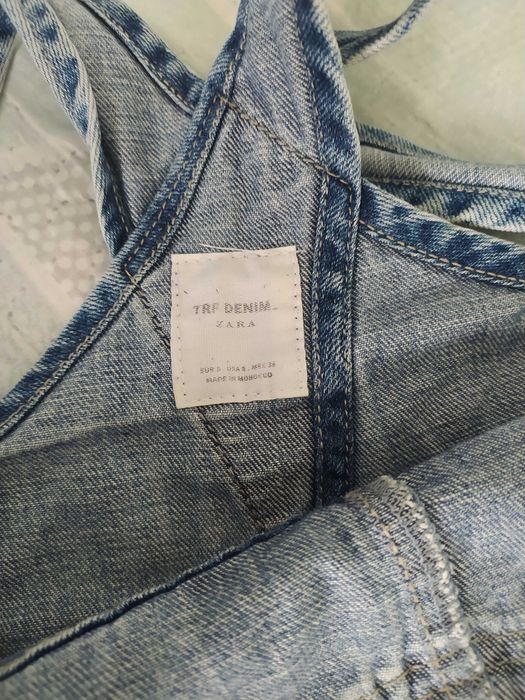 TRF DENIM
ZARA
EUR S USA S MEX 26
MADE IN MOROCCO